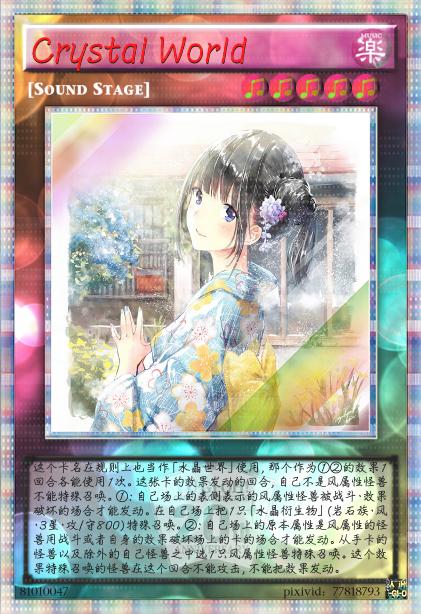 Crystal World
MUSIC
楽
[SOUND STAGE]
这个卡名在规则上也当作「水晶世界」使用，那个作为①②的效果1
回合各能使用1次。这张卡的效果发动的回合，自己不是风属性怪兽
不能特殊召唤。①：自己场上的表侧表示的风属性怪兽被战斗·效果
破坏的场合才能发动。在自己场上把1只「水晶衍生物」(岩石族·风
·3星·攻/守800)特殊召唤。②：自己场上的原本属性是风属性的怪
兽用战斗或者自身的效果破坏场上的卡的场合才能发动。从手卡的
怪兽以及除外的自己怪兽之中选1只风属性怪兽特殊召唤。这个效
果特殊召唤的怪兽在这个回合不能攻击，不能把效果发动。
81010047
pixivid: 77818793